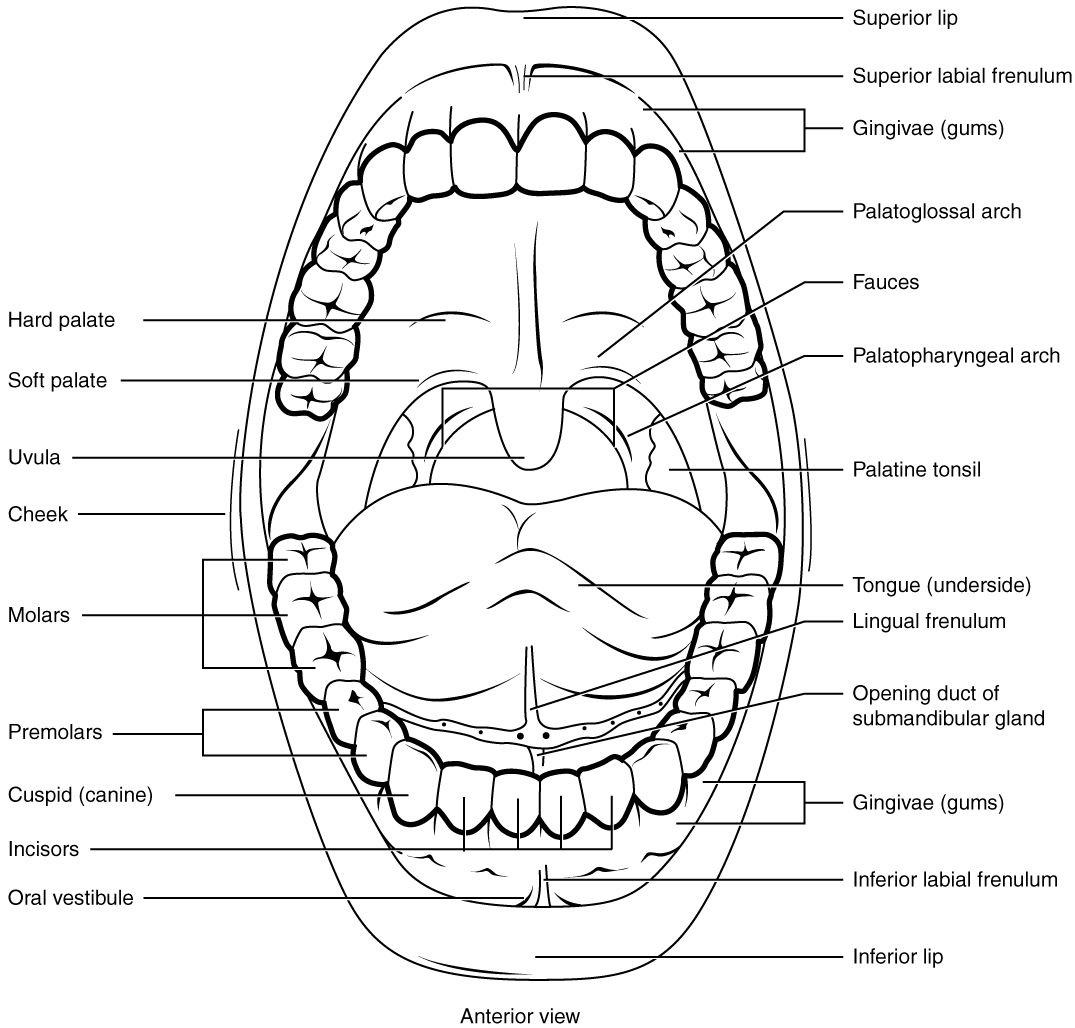 Superior lip
Superior labial frenulum
Gingivae (gums)
Palatoglossal arch
Fauces
Palatopharyngeal arch
Palatine tonsil
Tongue (underside)
Lingual frenulum
Opening duct of
submandibular gland
Gingivae (gums)
Inferior labial frenulum
Inferior lip
Hard palate
Soft palate
Uvula
Cheek
Molars
Premolars
Cuspid (canine)
Incisors
Oral vestibule
Anterior view